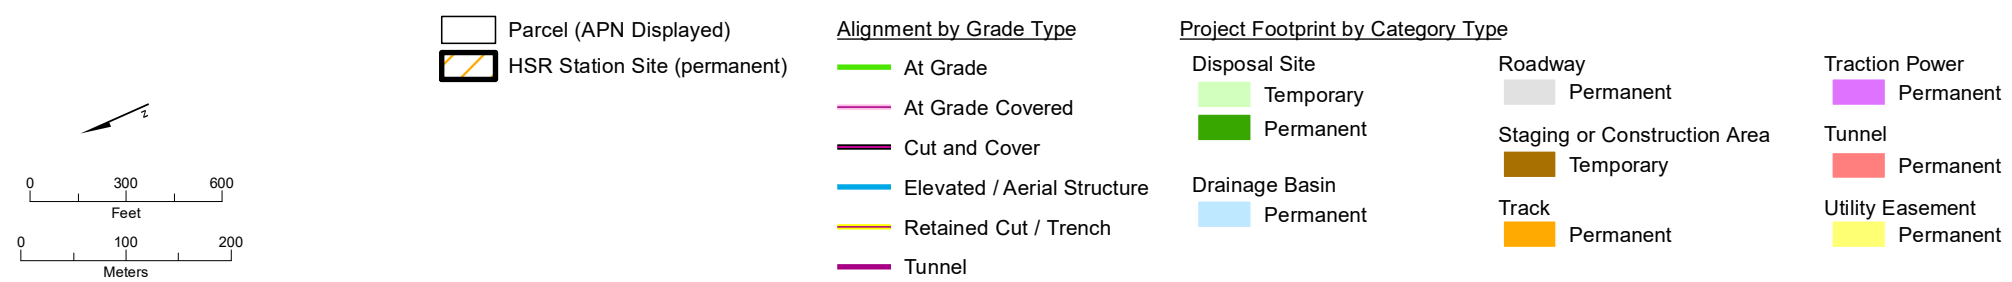 Parcel (APN Displayed)
HSR Station Site (permanent)
N
0 300 600
Feet
0 100 200
Meters
Alignment by Grade Type
At Grade
At Grade Covered
Cut and Cover
Elevated / Aerial Structure
Retained Cut / Trench
Tunnel
Project Footprint by Category Type
Disposal Site
Temporary
Permanent
Drainage Basin
Permanent
Roadway
Permanent
Staging or Construction Area
Temporary
Track
Permanent
Traction Power
Permanent
Tunnel
Permanent
Utility Easement
Permanent